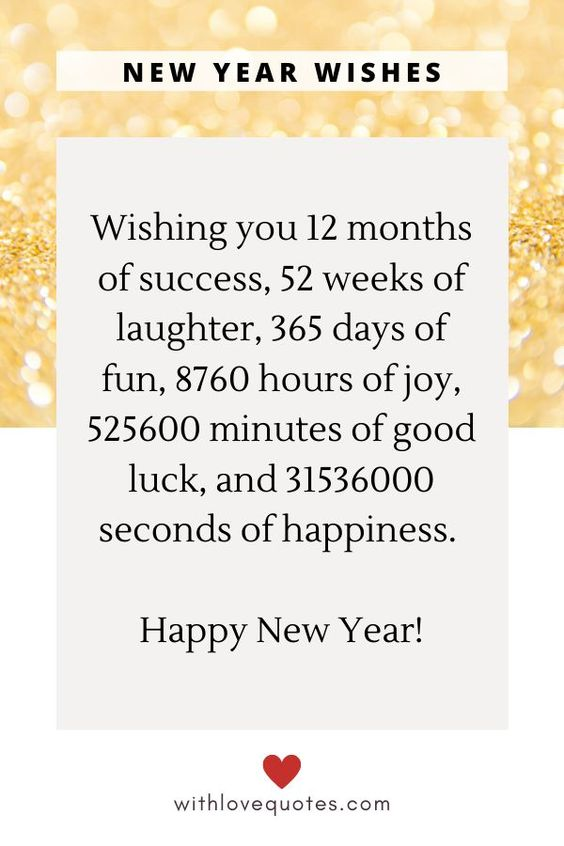 NEW YEAR WISHES
Wishing you 12 months
of success, 52 weeks of
laughter, 365 days of
fun, 8760 hours of joy,
525600 minutes of good
luck, and 31536000
seconds of happiness.
Happy New Year!
withlovequotes.com